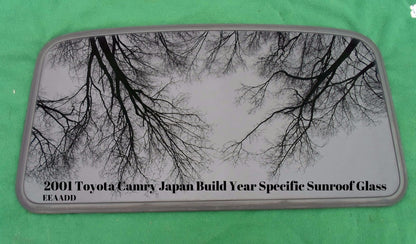 2001 Toyota Camry Japan Build Year Specific Sunroof Glass
EEAADD